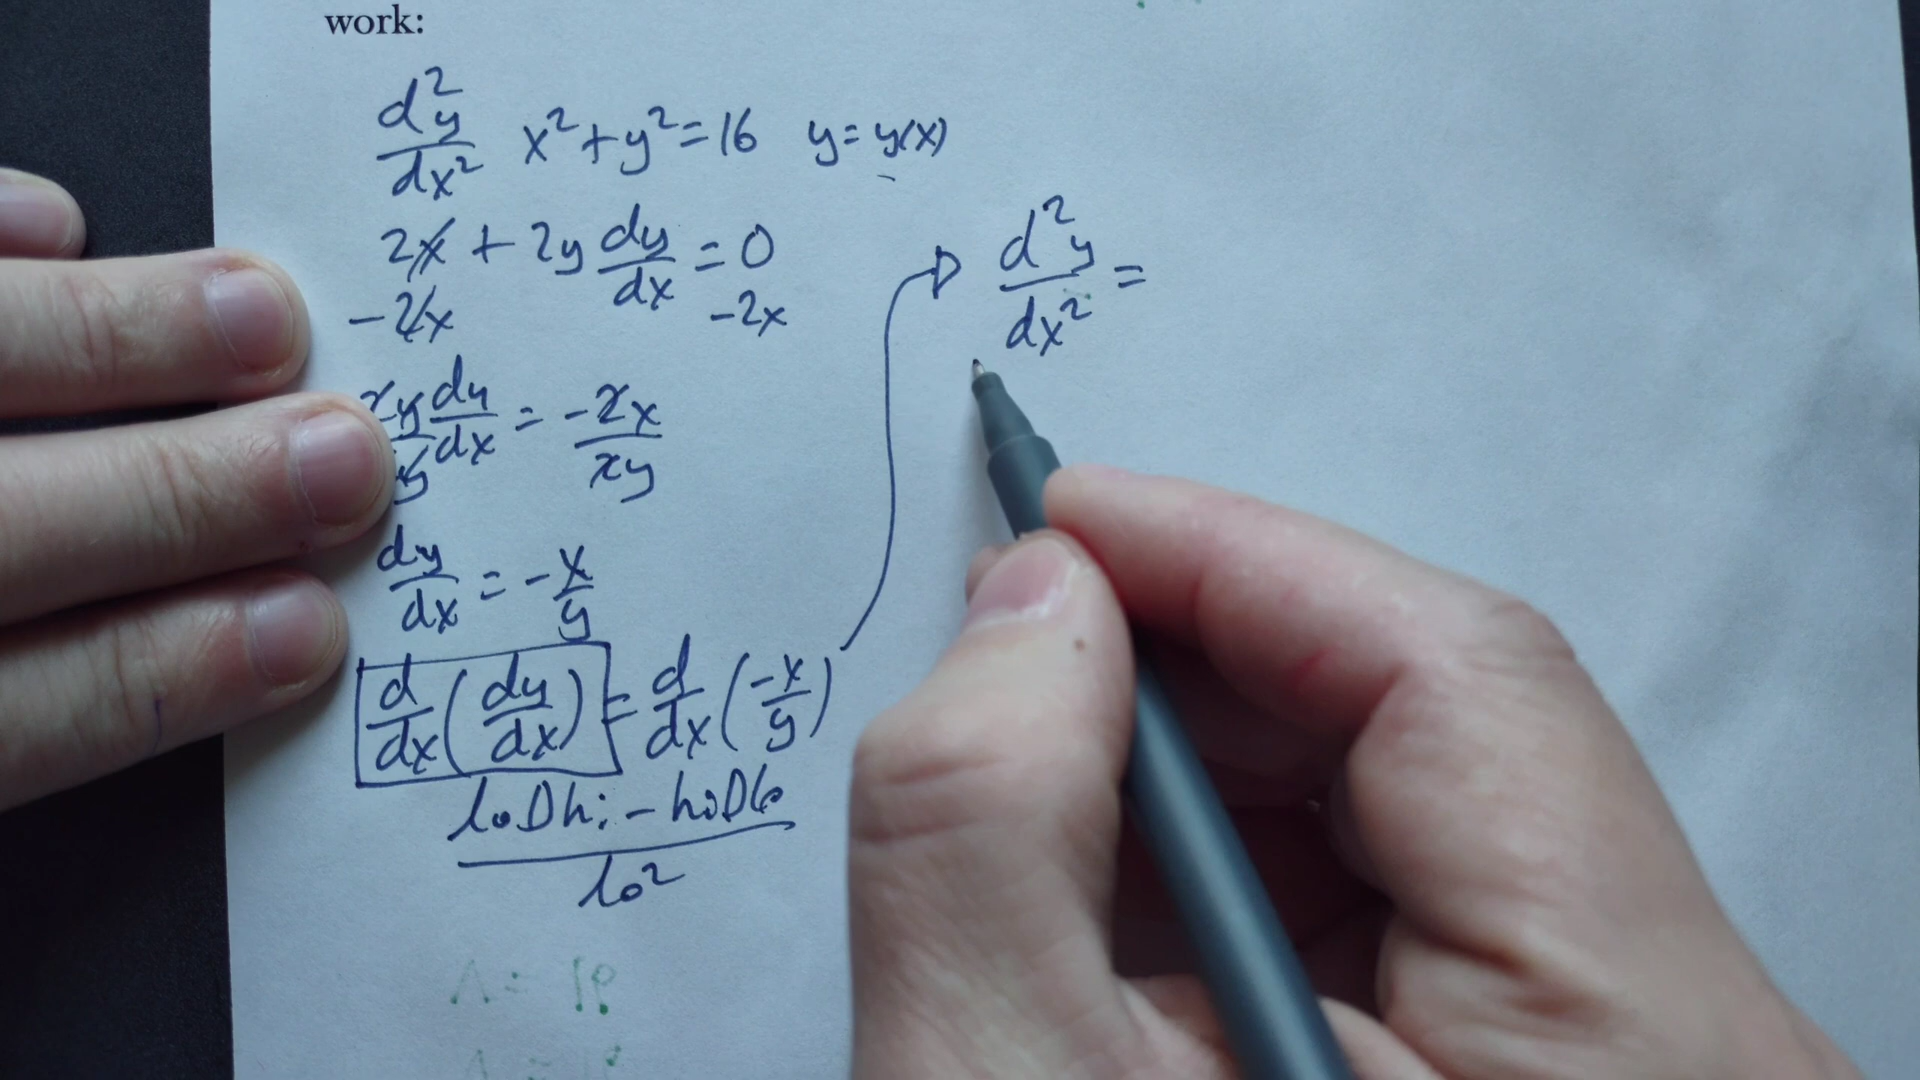 work:
d²y/dx² x²+y²=16 y=y(x)
2x + 2y dy/dx = 0
-2x -2x
2y dy/dx = -2x/2y
dy/dx = -x/y
d/dx (dy/dx) = d/dx (-x/y)
loDhi - hiDlo
lo²
d²y/dx² =